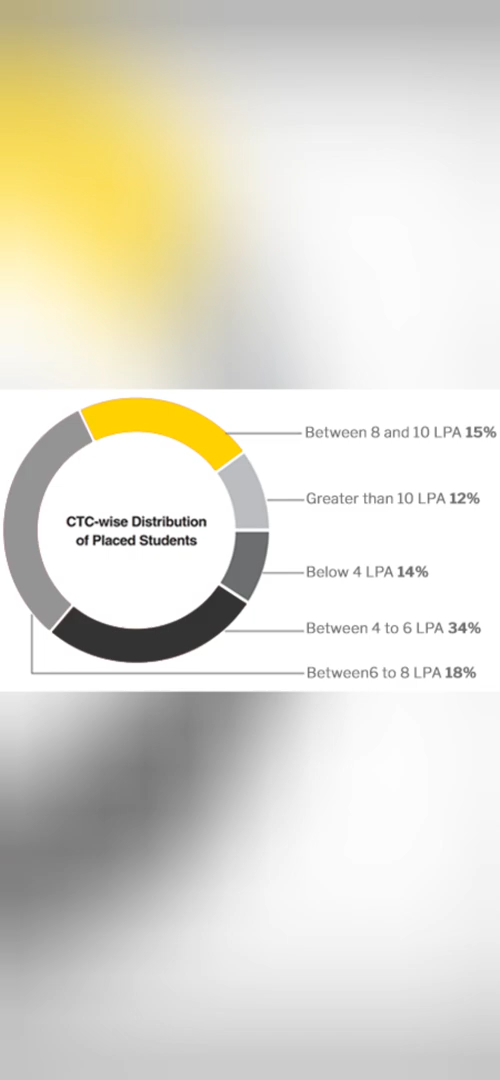 CTC-wise Distribution
of Placed Students
Between 8 and 10 LPA 15%
Greater than 10 LPA 12%
Below 4 LPA 14%
Between 4 to 6 LPA 34%
Between6 to 8 LPA 18%